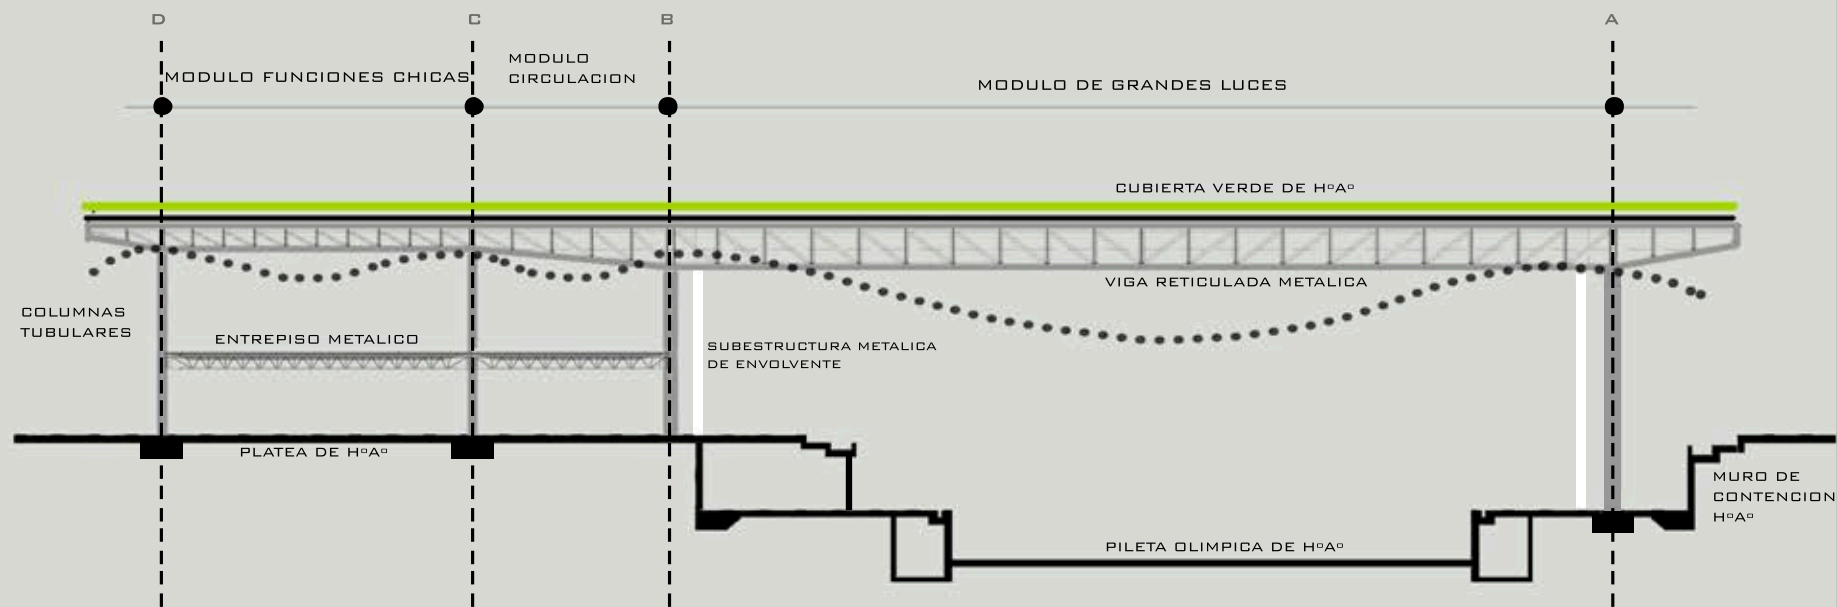 D
C
B
A
MODULO FUNCIONES CHICAS
MODULO
CIRCULACION
MODULO DE GRANDES LUCES
CUBIERTA VERDE DE HºAº
VIGA RETICULADA METALICA
COLUMNAS
TUBULARES
ENTREPISO METALICO
SUBESTRUCTURA METALICA
DE ENVOLVENTE
PLATEA DE HºAº
MURO DE
CONTENCION
HºAº
PILETA OLIMPICA DE HºAº